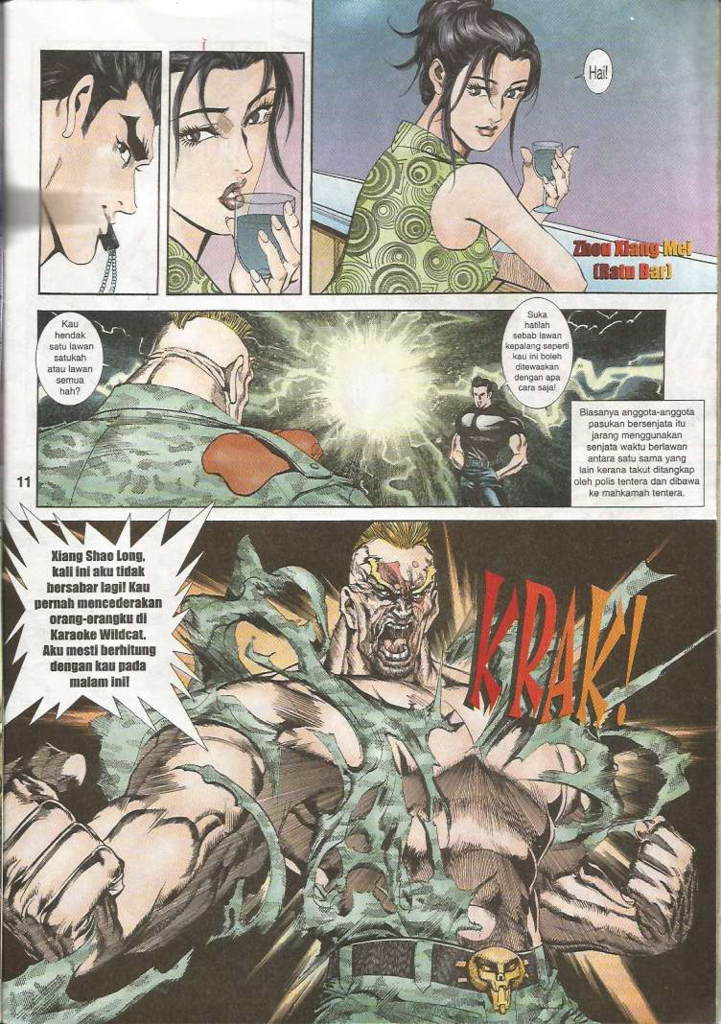 Hai!
Zhou Xiang Mei
(Ratu Bar)
Kau
hendak
satu lawan
satukah
atau lawan
semua
hah?
Suka
hatilah
sebab lawan
kepalang seperti
kau ini boleh
ditewaskan
dengan apa
cara saja!
Biasanya anggota-anggota
pasukan bersenjata itu
jarang menggunakan
senjata waktu berlawan
antara satu sama yang
lain kerana takut ditangkap
oleh polis tentera dan dibawa
ke mahkamah tentera.
11
Xiang Shao Long,
kali ini aku tidak
bersabar lagi! Kau
pernah mencederakan
orang-orangku di
Karaoke Wildcat.
Aku mesti berhitung
dengan kau pada
malam ini!
KRAK!